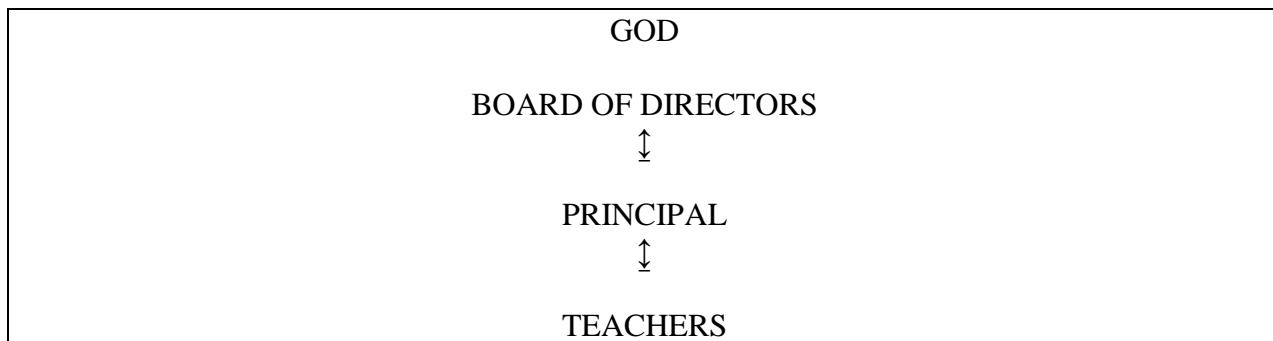 GOD
BOARD OF DIRECTORS
↨
PRINCIPAL
↨
TEACHERS